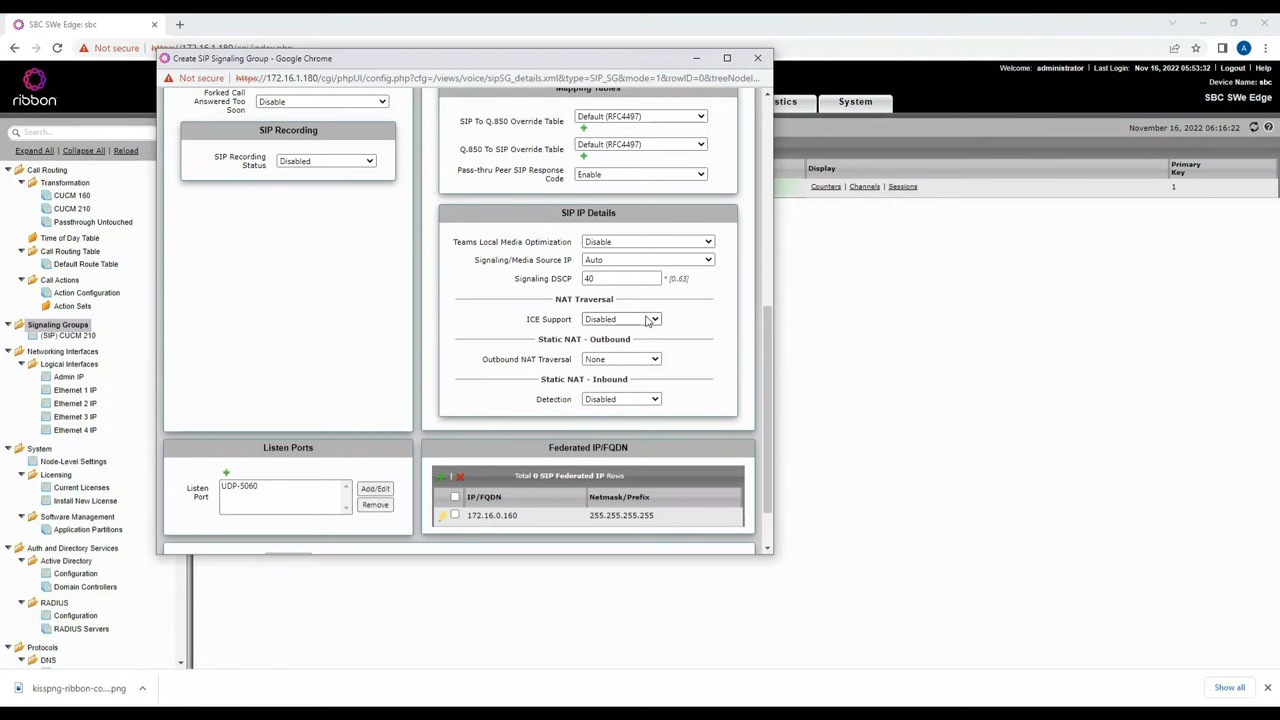 SBC SWe Edge: sbc
Not secure https://172.16.1.180/cgi/index.php
A
ribbon
Welcome: administrator | Last Login: Nov 16, 2022 05:53:32 | Logout | Help
Device Name: sbc
SBC SWe Edge
System
November 16, 2022 06:16:22
Search...
Expand All | Collapse All | Reload
Display
Primary Key
Counters | Channels | Sessions
1
Call Routing
Transformation
CUCM 160
CUCM 210
Passthrough Untouched
Time of Day Table
Call Routing Table
Default Route Table
Call Actions
Action Configuration
Action Sets
Signaling Groups
(SIP) CUCM 210
Networking Interfaces
Logical Interfaces
Admin IP
Ethernet 1 IP
Ethernet 2 IP
Ethernet 3 IP
Ethernet 4 IP
System
Node-Level Settings
Licensing
Current Licenses
Install New License
Software Management
Application Partitions
Auth and Directory Services
Active Directory
Configuration
Domain Controllers
RADIUS
Configuration
RADIUS Servers
Protocols
DNS
Create SIP Signaling Group - Google Chrome
Not secure https://172.16.1.180/cgi/phpUI/config.php?cfg=/views/voice/sipSG_details.xml&type=SIP_SG&mode=1&rowID=0&treeNodeI...
Forked Call
Answered Too
Soon
Disable
SIP Recording
SIP Recording
Status
Disabled
Mapping Tables
SIP To Q.850 Override Table Default (RFC4497)
Q.850 To SIP Override Table Default (RFC4497)
Pass-thru Peer SIP Response
Code
Enable
SIP IP Details
Teams Local Media Optimization Disable
Signaling/Media Source IP Auto
Signaling DSCP 40 * [0..63]
NAT Traversal
ICE Support Disabled
Static NAT - Outbound
Outbound NAT Traversal None
Static NAT - Inbound
Detection Disabled
Listen Ports
Listen
Port
UDP-5060
Add/Edit
Remove
Federated IP/FQDN
Total 0 SIP Federated IP Rows
IP/FQDN Netmask/Prefix
172.16.0.160 255.255.255.255
kisspng-ribbon-co....png
Show all